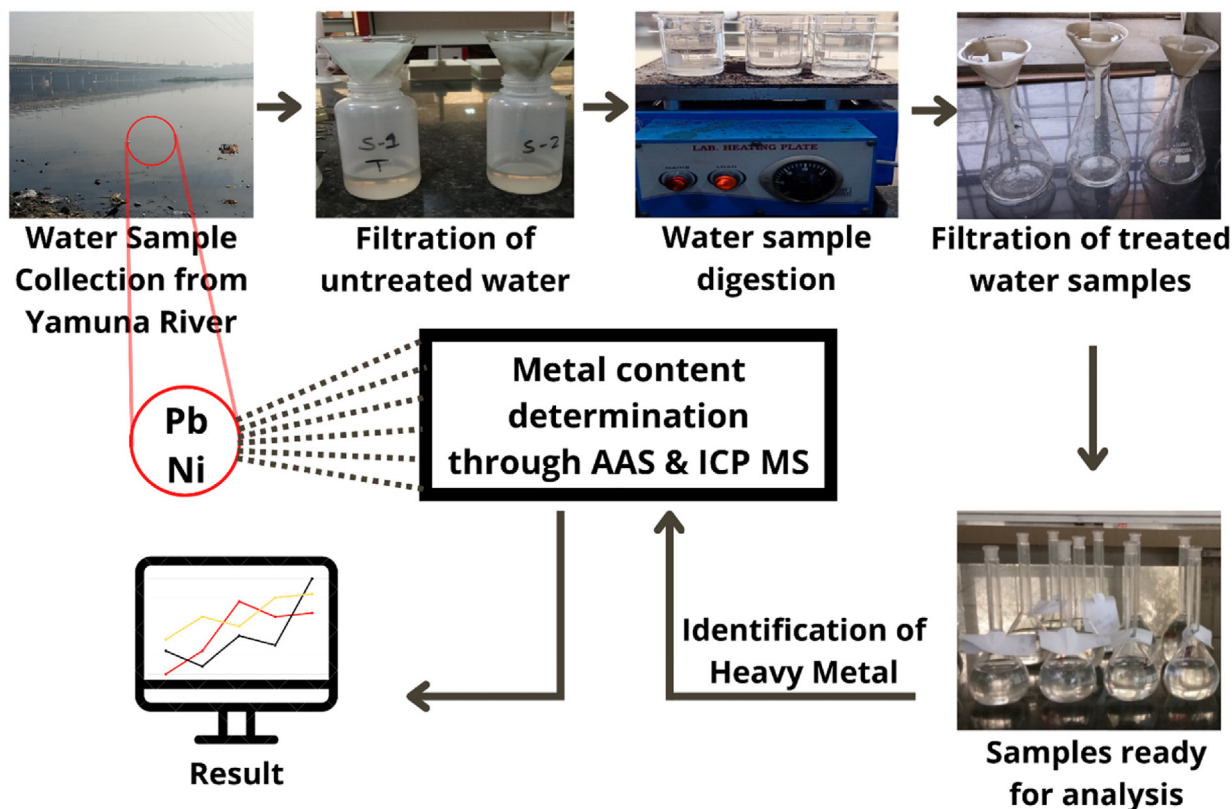 Water Sample
Collection from
Yamuna River
S-1
T
S-2
Filtration of
untreated water
LAB. HEATING PLATE
MAINS
LOAD
Water sample
digestion
Filtration of treated
water samples
Pb
Ni
Metal content
determination
through AAS & ICP MS
Identification of
Heavy Metal
Samples ready
for analysis
Result